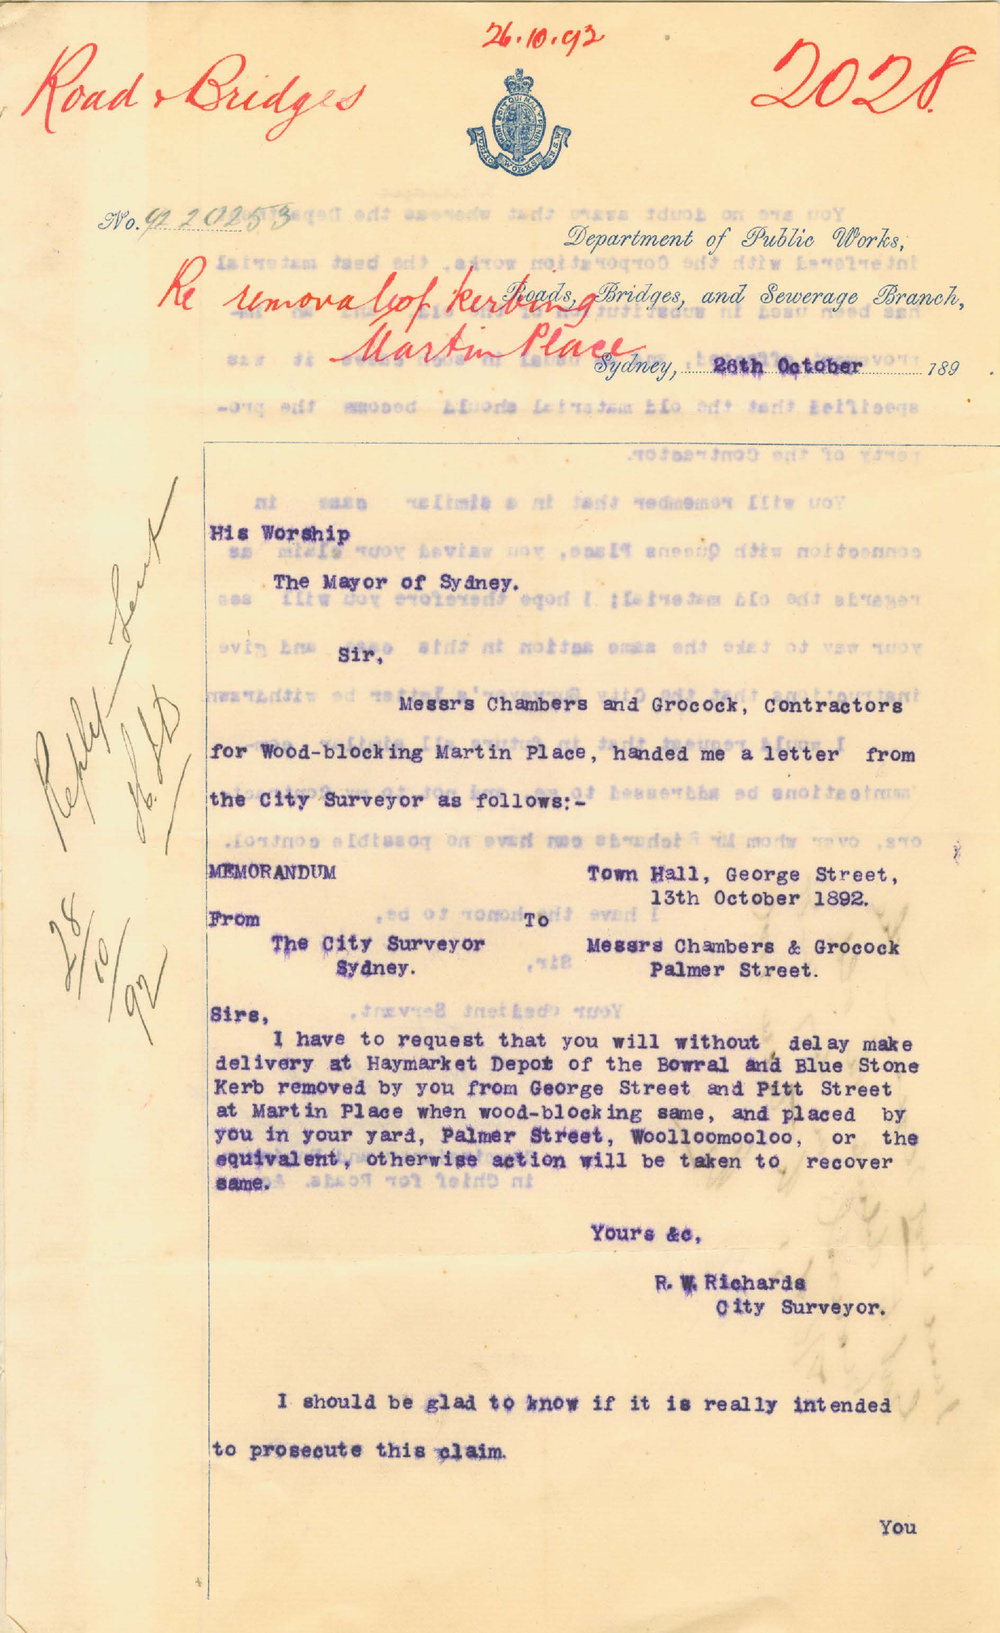 26.10.92
Road & Bridges
2028
PUBLIC WORKS N.S.W.
No. 92 20253
Department of Public Works,
Roads, Bridges, and Sewerage Branch,
Re removal of kerbing
Martin Place
Sydney, 26th October 189
His Worship
The Mayor of Sydney.
Sir,
Messrs Chambers and Grocock, Contractors
for Wood-blocking Martin Place, handed me a letter from
the City Surveyor as follows:-
MEMORANDUM Town Hall, George Street,
13th October 1892.
From To
The City Surveyor Messrs Chambers & Grocock
Sydney. Palmer Street.
Sirs,
I have to request that you will without delay make
delivery at Haymarket Depot of the Bowral and Blue Stone
Kerb removed by you from George Street and Pitt Street
at Martin Place when wood-blocking same, and placed by
you in your yard, Palmer Street, Woolloomooloo, or the
equivalent, otherwise action will be taken to recover
same.
Yours &c,
R. W. Richards
City Surveyor.
I should be glad to know if it is really intended
to prosecute this claim.
You
Reply Sent
28/10/92